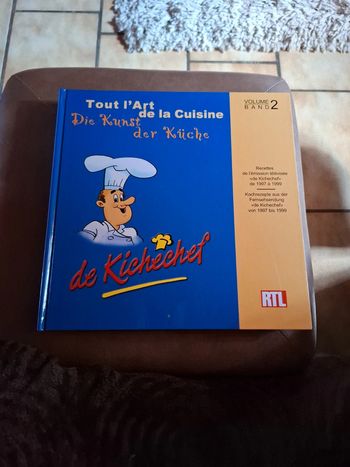 Tout l'Art
de la Cuisine
Die Kunst
der Küche
VOLUME
BAND 2
Recettes
de l'émission télévisée
«de Kichechef»
de 1997 à 1999
Kochrezepte aus der
Fernsehsendung
«de Kichechef»
von 1997 bis 1999
de Kichechef
RTL